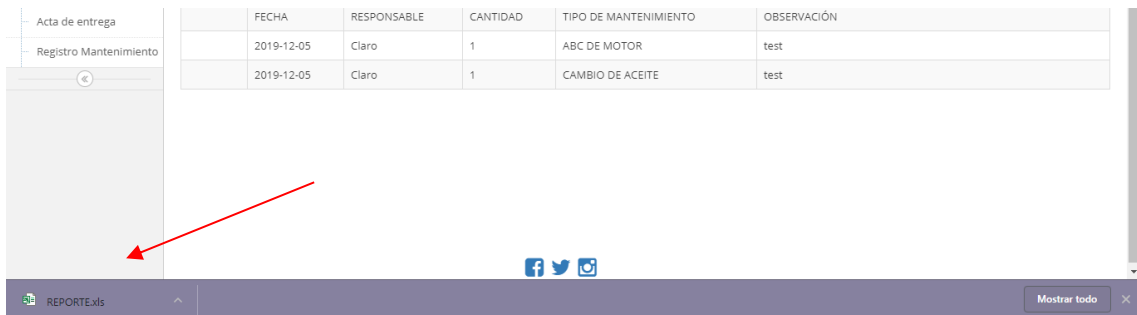 Acta de entrega
Registro Mantenimiento
FECHA RESPONSABLE CANTIDAD TIPO DE MANTENIMIENTO OBSERVACIÓN
2019-12-05 Claro 1 ABC DE MOTOR test
2019-12-05 Claro 1 CAMBIO DE ACEITE test
REPORTE.xls
Mostrar todo